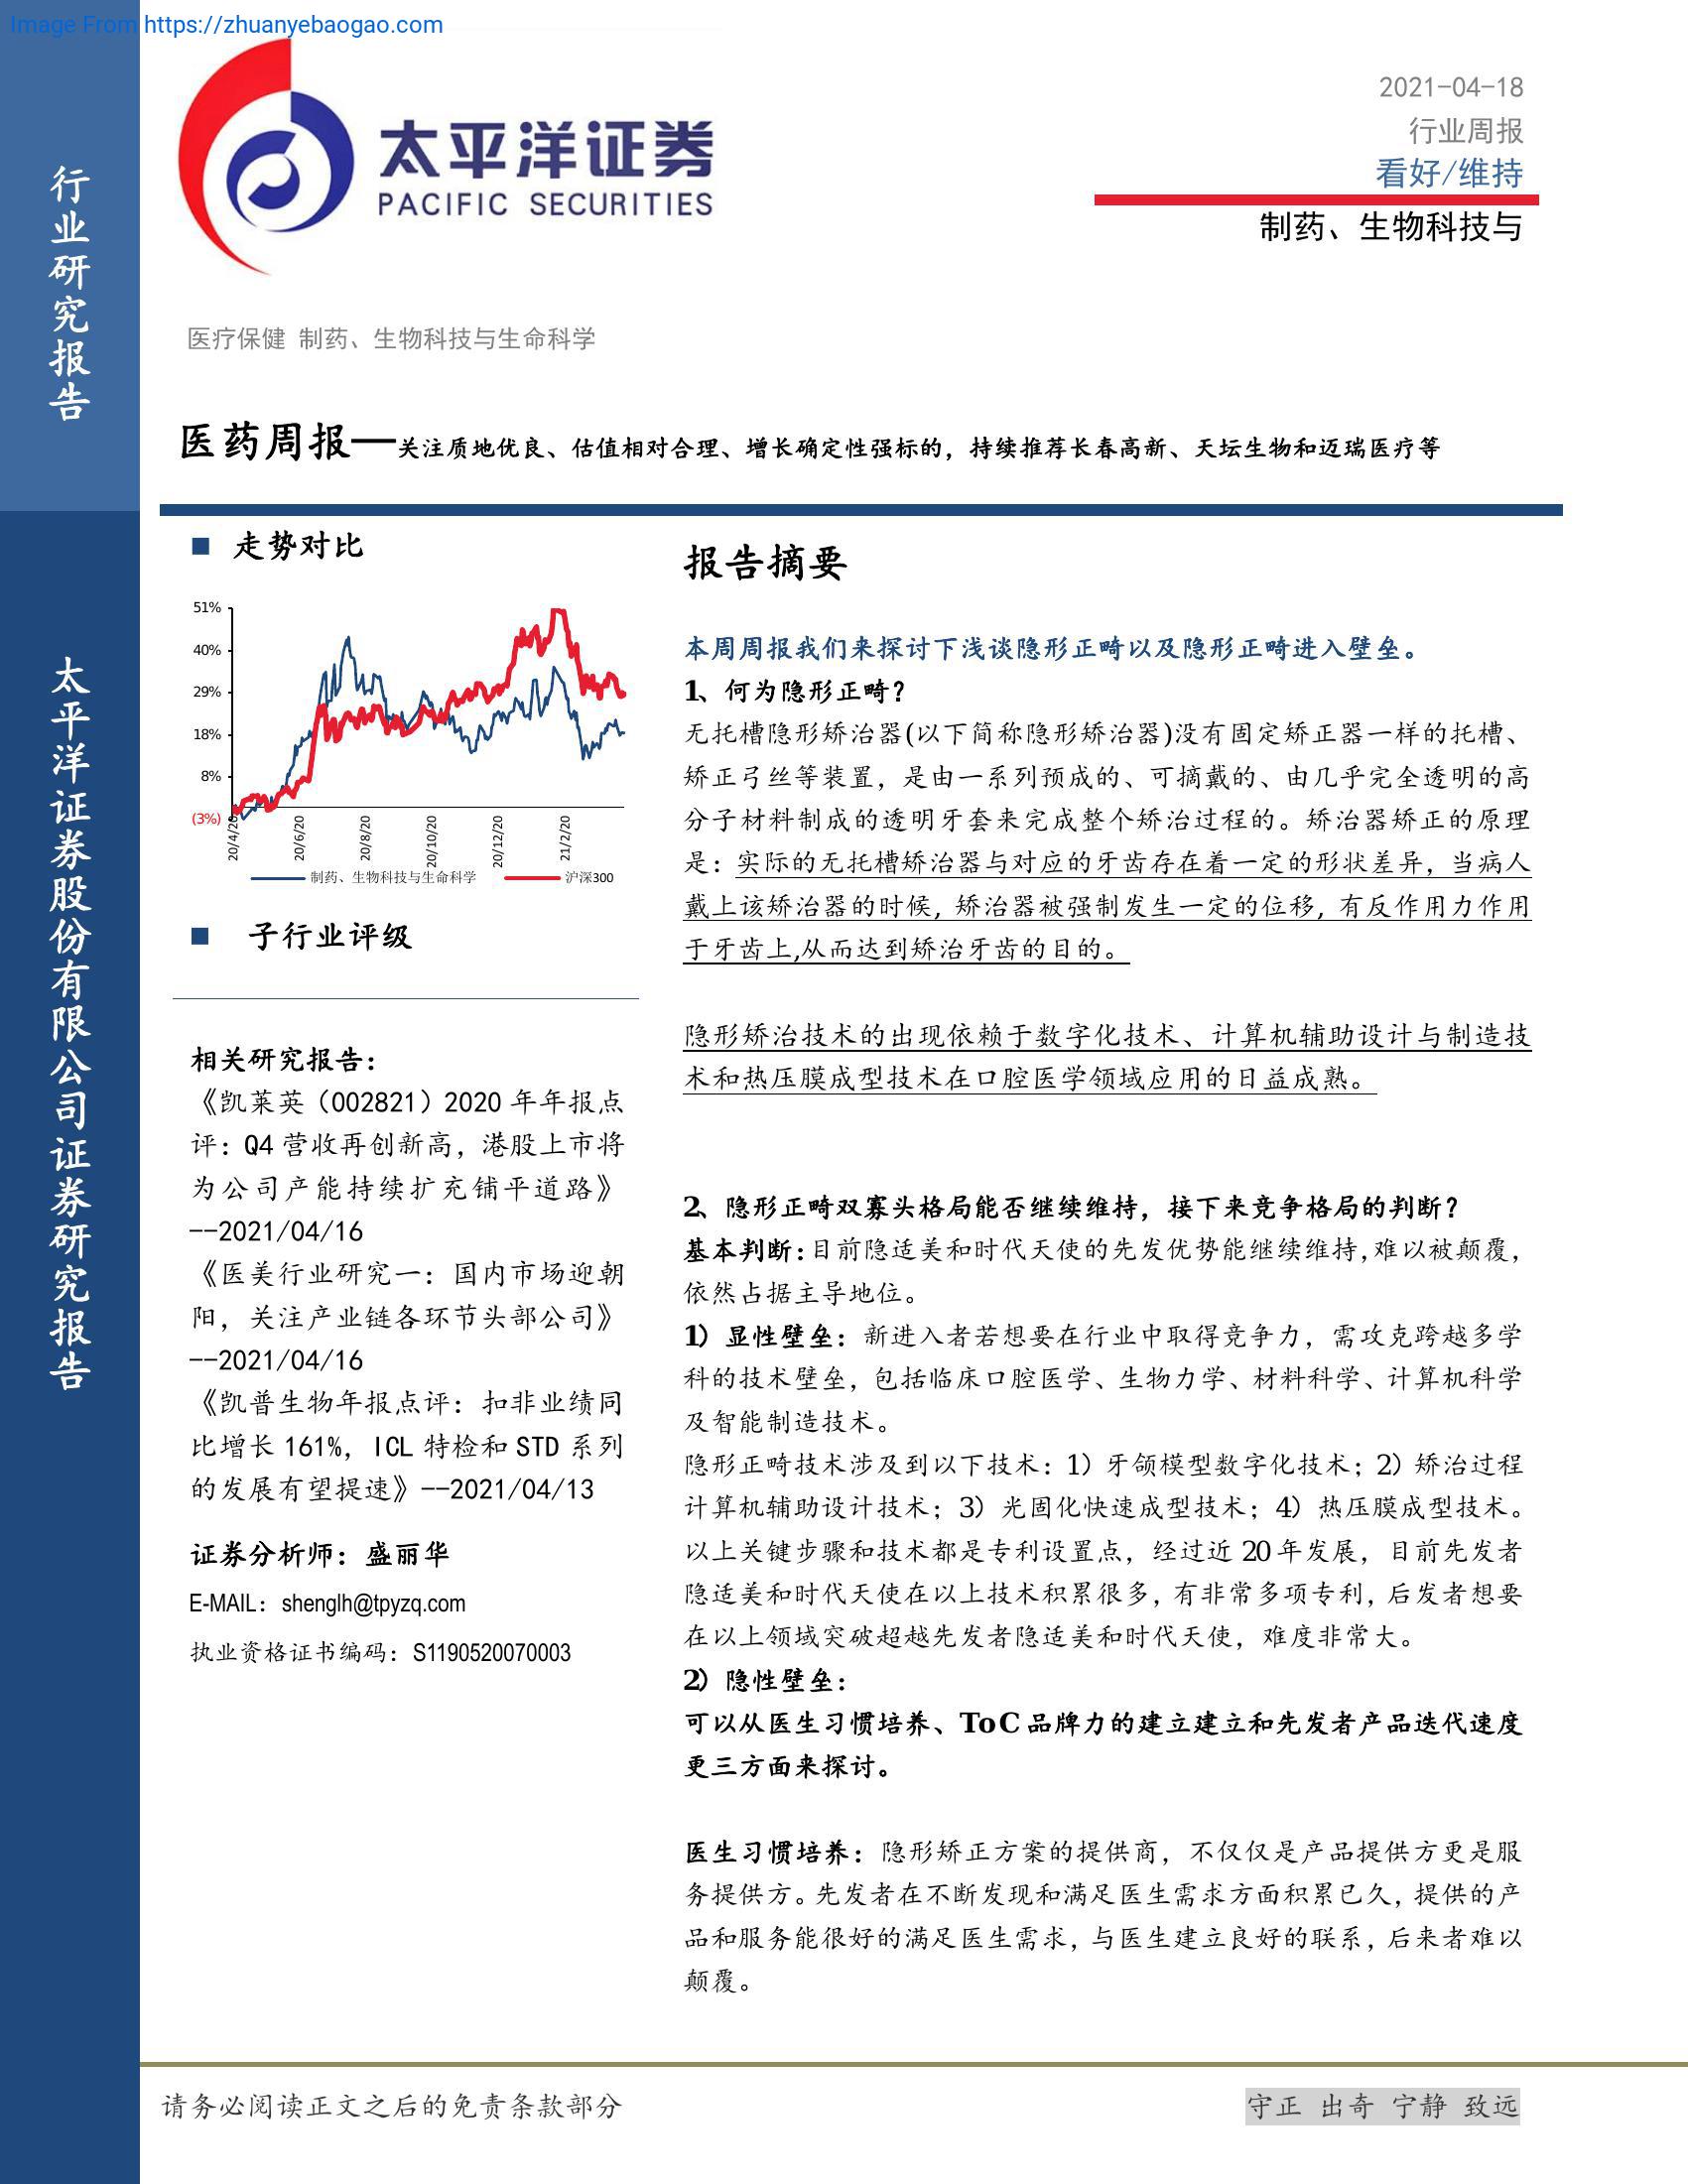 Image From https://zhuanyebaogao.com
行业研究报告
太平洋证券股份有限公司证券研究报告
太平洋证券
PACIFIC SECURITIES
2021-04-18
行业周报
看好/维持
制药、生物科技与
医疗保健 制药、生物科技与生命科学
医药周报—关注质地优良、估值相对合理、增长确定性强标的，持续推荐长春高新、天坛生物和迈瑞医疗等
■ 走势对比
51%
40%
29%
18%
8%
(3%)
20/4/20
20/6/20
20/8/20
20/10/20
20/12/20
21/2/20
制药、生物科技与生命科学 沪深300
■ 子行业评级
相关研究报告：
《凯莱英（002821）2020 年年报点
评：Q4 营收再创新高，港股上市将
为公司产能持续扩充铺平道路》
--2021/04/16
《医美行业研究一：国内市场迎朝
阳，关注产业链各环节头部公司》
--2021/04/16
《凯普生物年报点评：扣非业绩同
比增长 161%，ICL 特检和 STD 系列
的发展有望提速》--2021/04/13
证券分析师：盛丽华
E-MAIL：shenglh@tpyzq.com
执业资格证书编码：S1190520070003
报告摘要
本周周报我们来探讨下浅谈隐形正畸以及隐形正畸进入壁垒。
1、何为隐形正畸？
无托槽隐形矫治器(以下简称隐形矫治器)没有固定矫正器一样的托槽、
矫正弓丝等装置，是由一系列预成的、可摘戴的、由几乎完全透明的高
分子材料制成的透明牙套来完成整个矫治过程的。矫治器矫正的原理
是：实际的无托槽矫治器与对应的牙齿存在着一定的形状差异，当病人
戴上该矫治器的时候，矫治器被强制发生一定的位移，有反作用力作用
于牙齿上,从而达到矫治牙齿的目的。
隐形矫治技术的出现依赖于数字化技术、计算机辅助设计与制造技
术和热压膜成型技术在口腔医学领域应用的日益成熟。
2、隐形正畸双寡头格局能否继续维持，接下来竞争格局的判断？
基本判断：目前隐适美和时代天使的先发优势能继续维持，难以被颠覆，
依然占据主导地位。
1）显性壁垒：新进入者若想要在行业中取得竞争力，需攻克跨越多学
科的技术壁垒，包括临床口腔医学、生物力学、材料科学、计算机科学
及智能制造技术。
隐形正畸技术涉及到以下技术：1）牙颌模型数字化技术；2）矫治过程
计算机辅助设计技术；3）光固化快速成型技术；4）热压膜成型技术。
以上关键步骤和技术都是专利设置点，经过近 20 年发展，目前先发者
隐适美和时代天使在以上技术积累很多，有非常多项专利，后发者想要
在以上领域突破超越先发者隐适美和时代天使，难度非常大。
2）隐性壁垒：
可以从医生习惯培养、ToC 品牌力的建立建立和先发者产品迭代速度
更三方面来探讨。
医生习惯培养：隐形矫正方案的提供商，不仅仅是产品提供方更是服
务提供方。先发者在不断发现和满足医生需求方面积累已久，提供的产
品和服务能很好的满足医生需求，与医生建立良好的联系，后来者难以
颠覆。
请务必阅读正文之后的免责条款部分
守正 出奇 宁静 致远